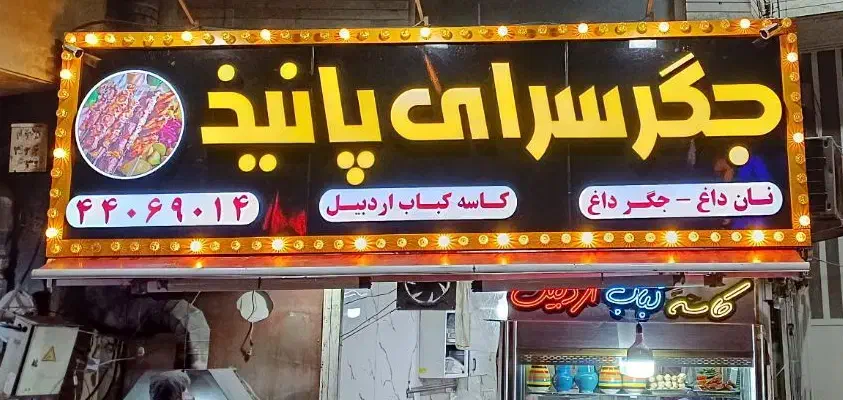 جگرسرای پانیذ
نان داغ - جگر داغ
کاسه کباب اردبیل
۴۴۰۶۹۰۱۴
کاسه کباب اردبیل